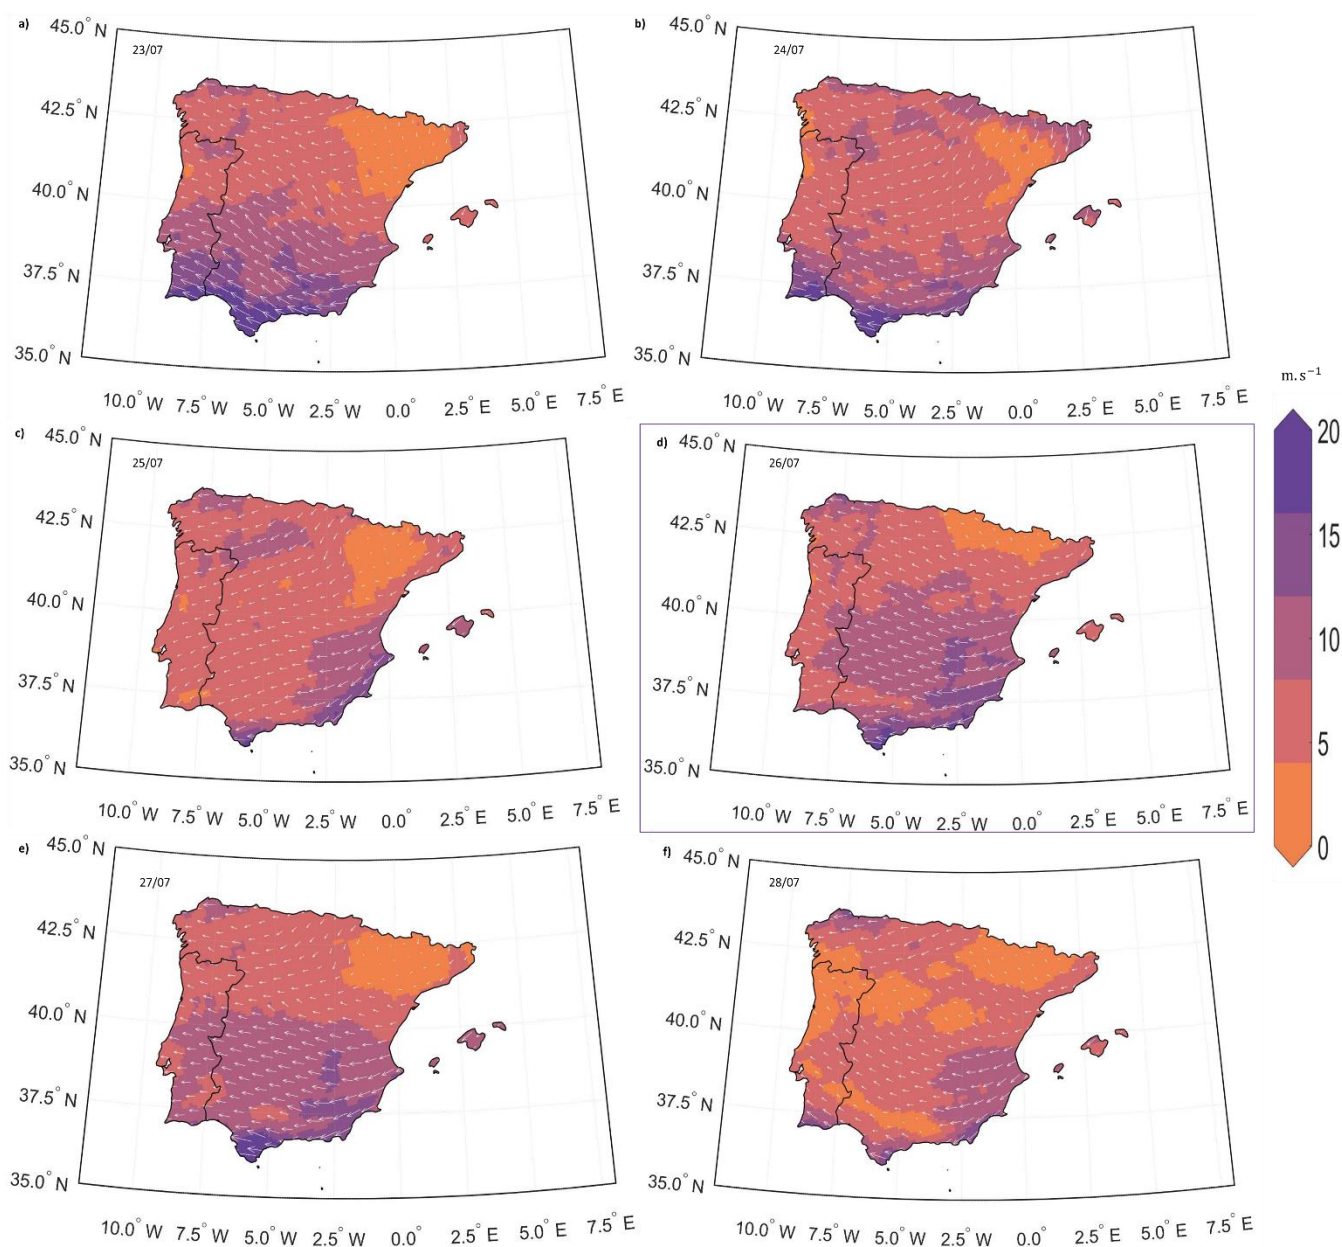 a)
23/07
45.0° N
42.5° N
40.0° N
37.5° N
35.0° N
10.0° W 7.5° W 5.0° W 2.5° W 0.0° 2.5° E 5.0° E 7.5° E
b)
24/07
45.0° N
42.5° N
40.0° N
37.5° N
35.0° N
10.0° W 7.5° W 5.0° W 2.5° W 0.0° 2.5° E 5.0° E 7.5° E
c)
25/07
45.0° N
42.5° N
40.0° N
37.5° N
35.0° N
10.0° W 7.5° W 5.0° W 2.5° W 0.0° 2.5° E 5.0° E 7.5° E
d)
26/07
45.0° N
42.5° N
40.0° N
37.5° N
35.0° N
10.0° W 7.5° W 5.0° W 2.5° W 0.0° 2.5° E 5.0° E 7.5° E
m.s⁻¹
20
15
10
5
0
e)
27/07
45.0° N
42.5° N
40.0° N
37.5° N
35.0° N
10.0° W 7.5° W 5.0° W 2.5° W 0.0° 2.5° E 5.0° E 7.5° E
f)
28/07
45.0° N
42.5° N
40.0° N
37.5° N
35.0° N
10.0° W 7.5° W 5.0° W 2.5° W 0.0° 2.5° E 5.0° E 7.5° E